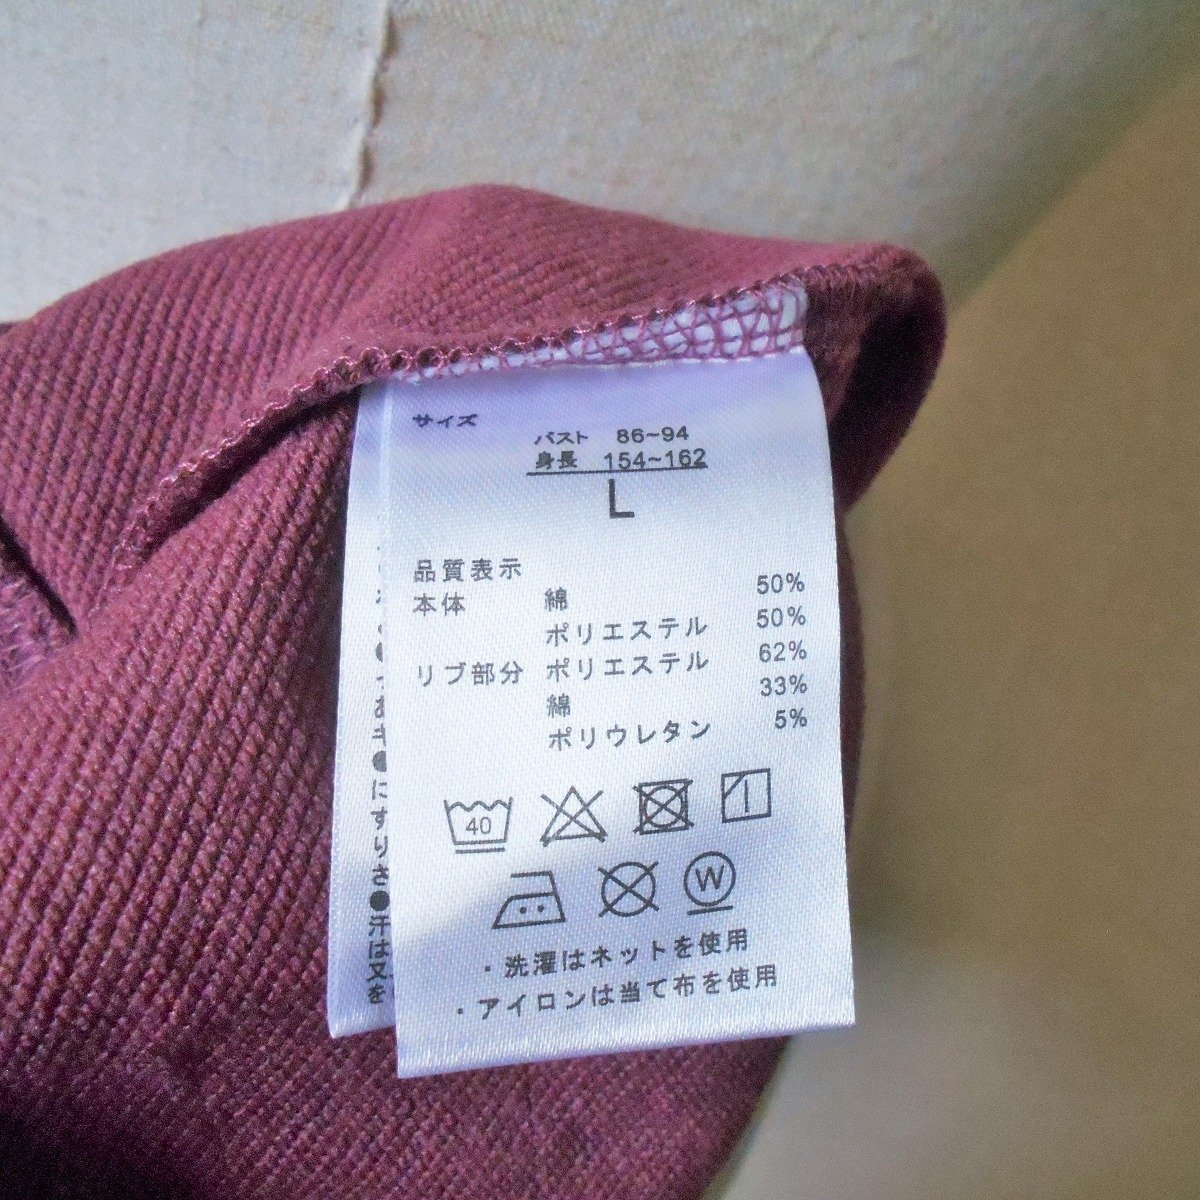 サイズ
バスト 86~94
身長 154~162
L
品質表示
本体 綿 50%
ポリエステル 50%
リブ部分 ポリエステル 62%
綿 33%
ポリウレタン 5%
40
W
・洗濯はネットを使用
・アイロンは当て布を使用